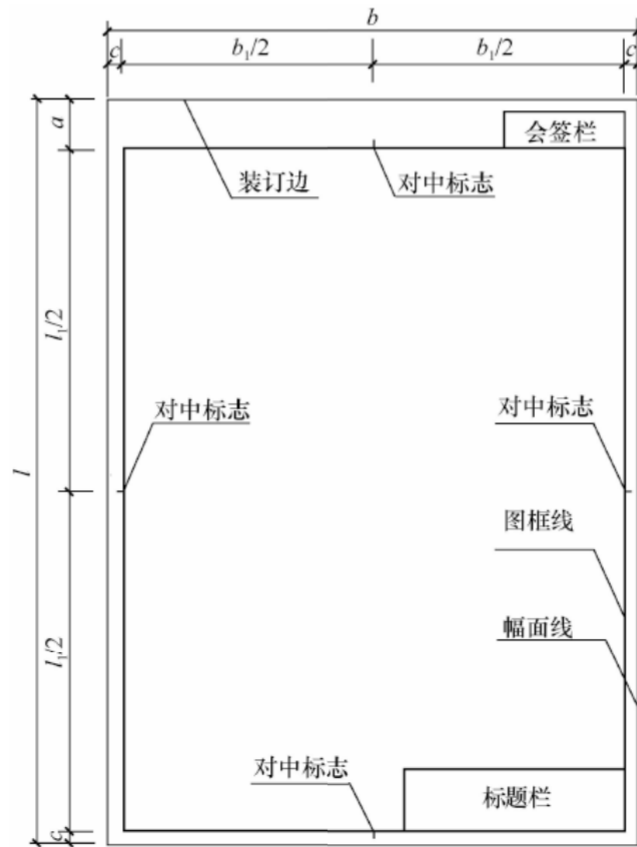 b
c
b₁/2
b₁/2
c
a
会签栏
装订边
对中标志
l₁/2
对中标志
对中标志
l
图框线
幅面线
l₁/2
对中标志
标题栏
c